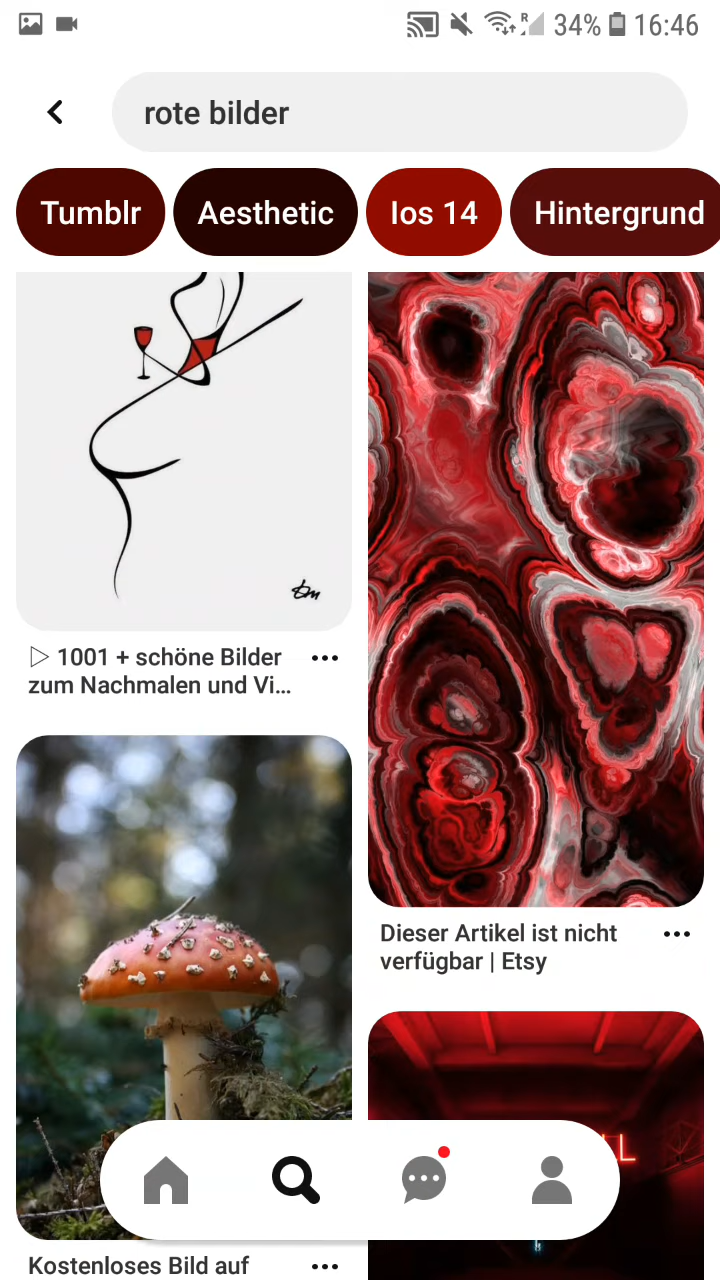 34% 16:46
rote bilder
Tumblr Aesthetic Ios 14 Hintergrund
▷ 1001 + schöne Bilder
zum Nachmalen und Vi...
Dieser Artikel ist nicht
verfügbar | Etsy
Kostenloses Bild auf